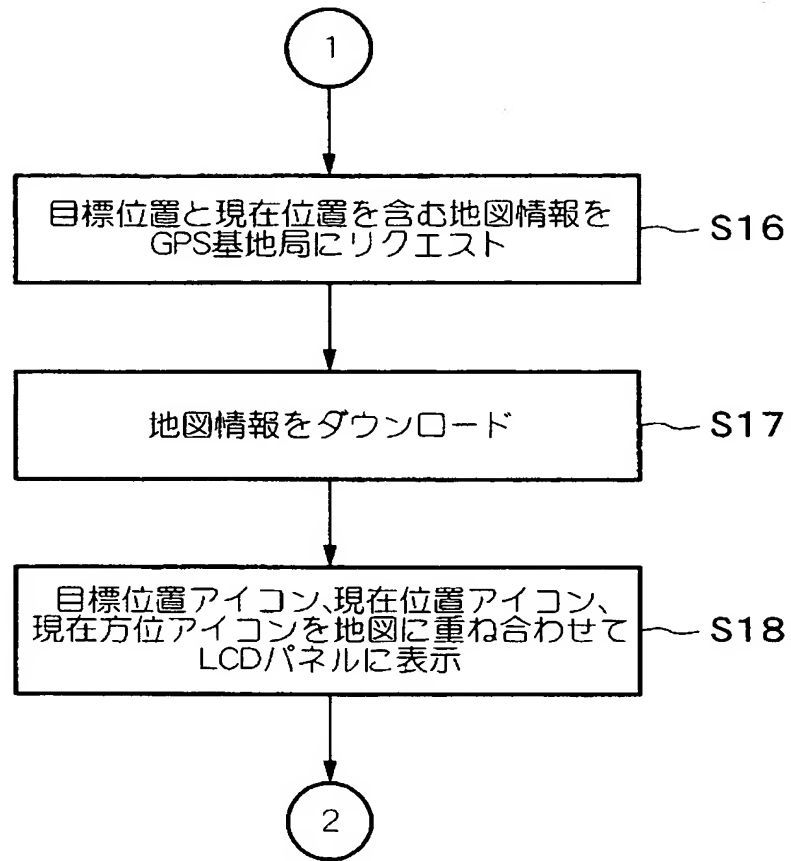 1
目標位置と現在位置を含む地図情報を
GPS基地局にリクエスト
S16
地図情報をダウンロード
S17
目標位置アイコン、現在位置アイコン、
現在方位アイコンを地図に重ね合わせて
LCDパネルに表示
S18
2